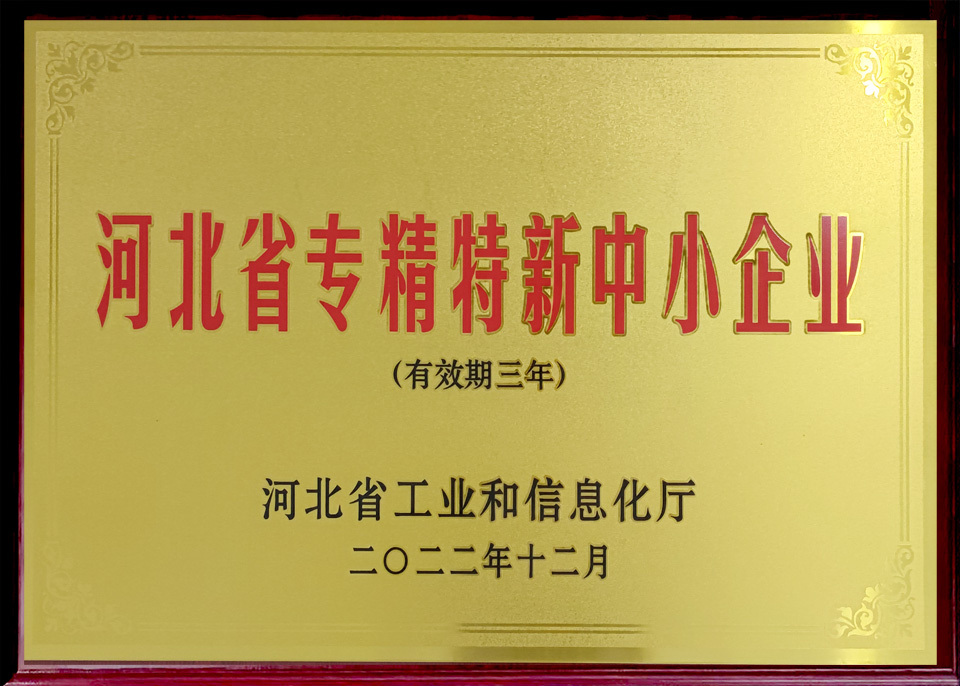 河北省专精特新中小企业
（有效期三年）
河北省工业和信息化厅
二〇二二年十二月